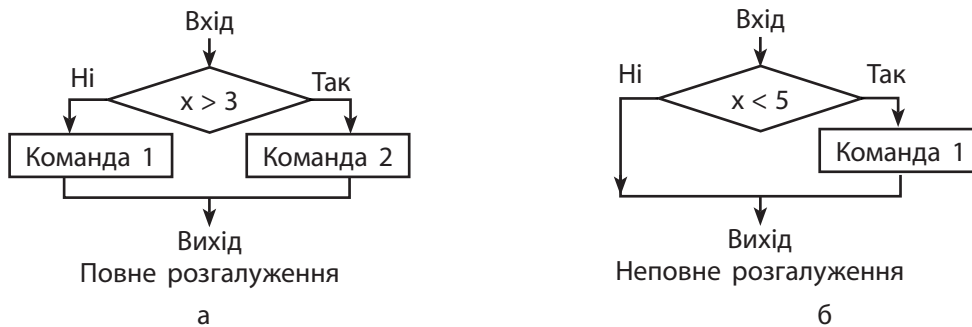 Вхід
Ні
Так
x > 3
Команда 1
Команда 2
Вихід
Повне розгалуження
а
Вхід
Ні
Так
x < 5
Команда 1
Вихід
Неповне розгалуження
б